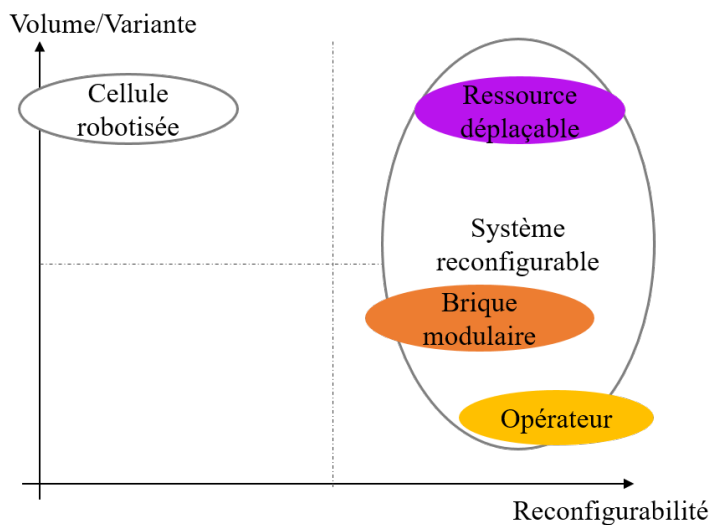 Volume/Variante
Cellule
robotisée
Ressource
déplaçable
Système
reconfigurable
Brique
modulaire
Opérateur
Reconfigurabilité